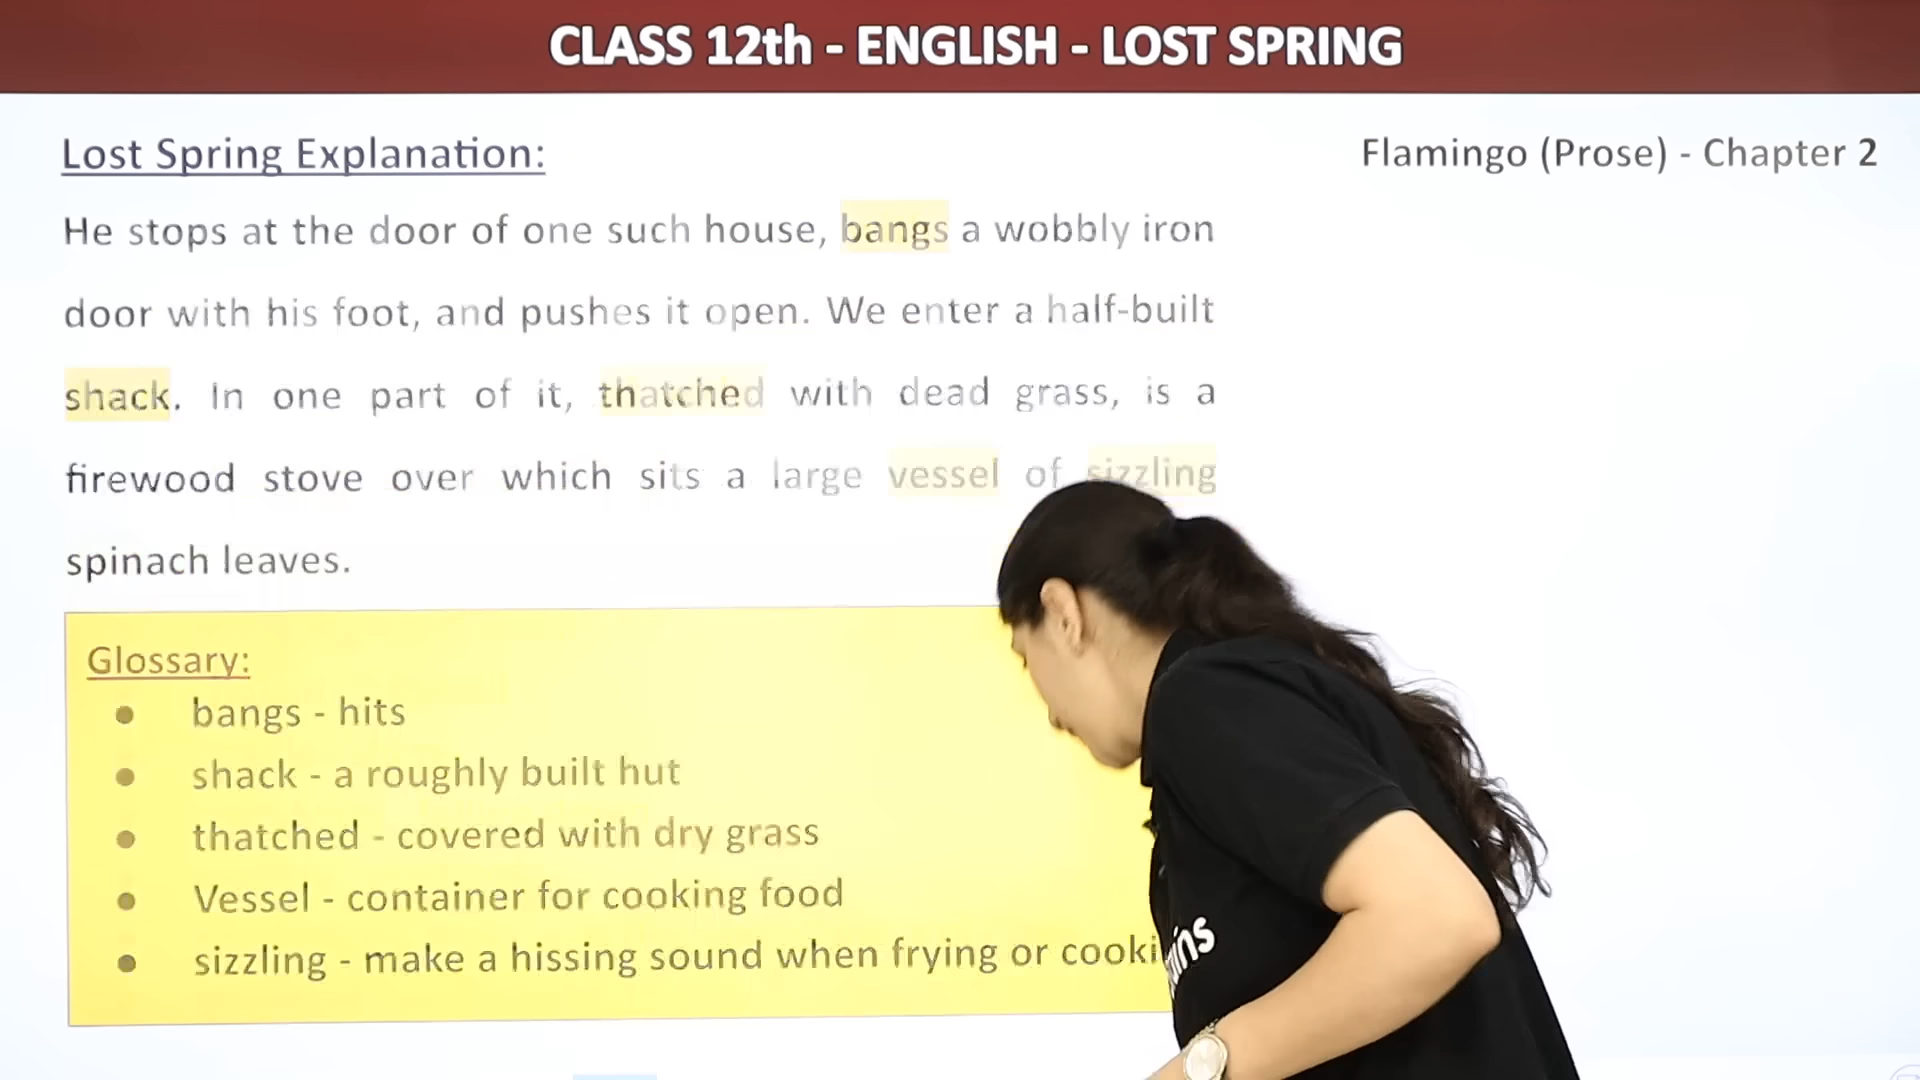 CLASS 12th - ENGLISH - LOST SPRING
Lost Spring Explanation:
Flamingo (Prose) - Chapter 2
He stops at the door of one such house, bangs a wobbly iron
door with his foot, and pushes it open. We enter a half-built
shack. In one part of it, thatched with dead grass, is a
firewood stove over which sits a large vessel of sizzling
spinach leaves.
Glossary:
● bangs - hits
● shack - a roughly built hut
● thatched - covered with dry grass
● Vessel - container for cooking food
● sizzling - make a hissing sound when frying or